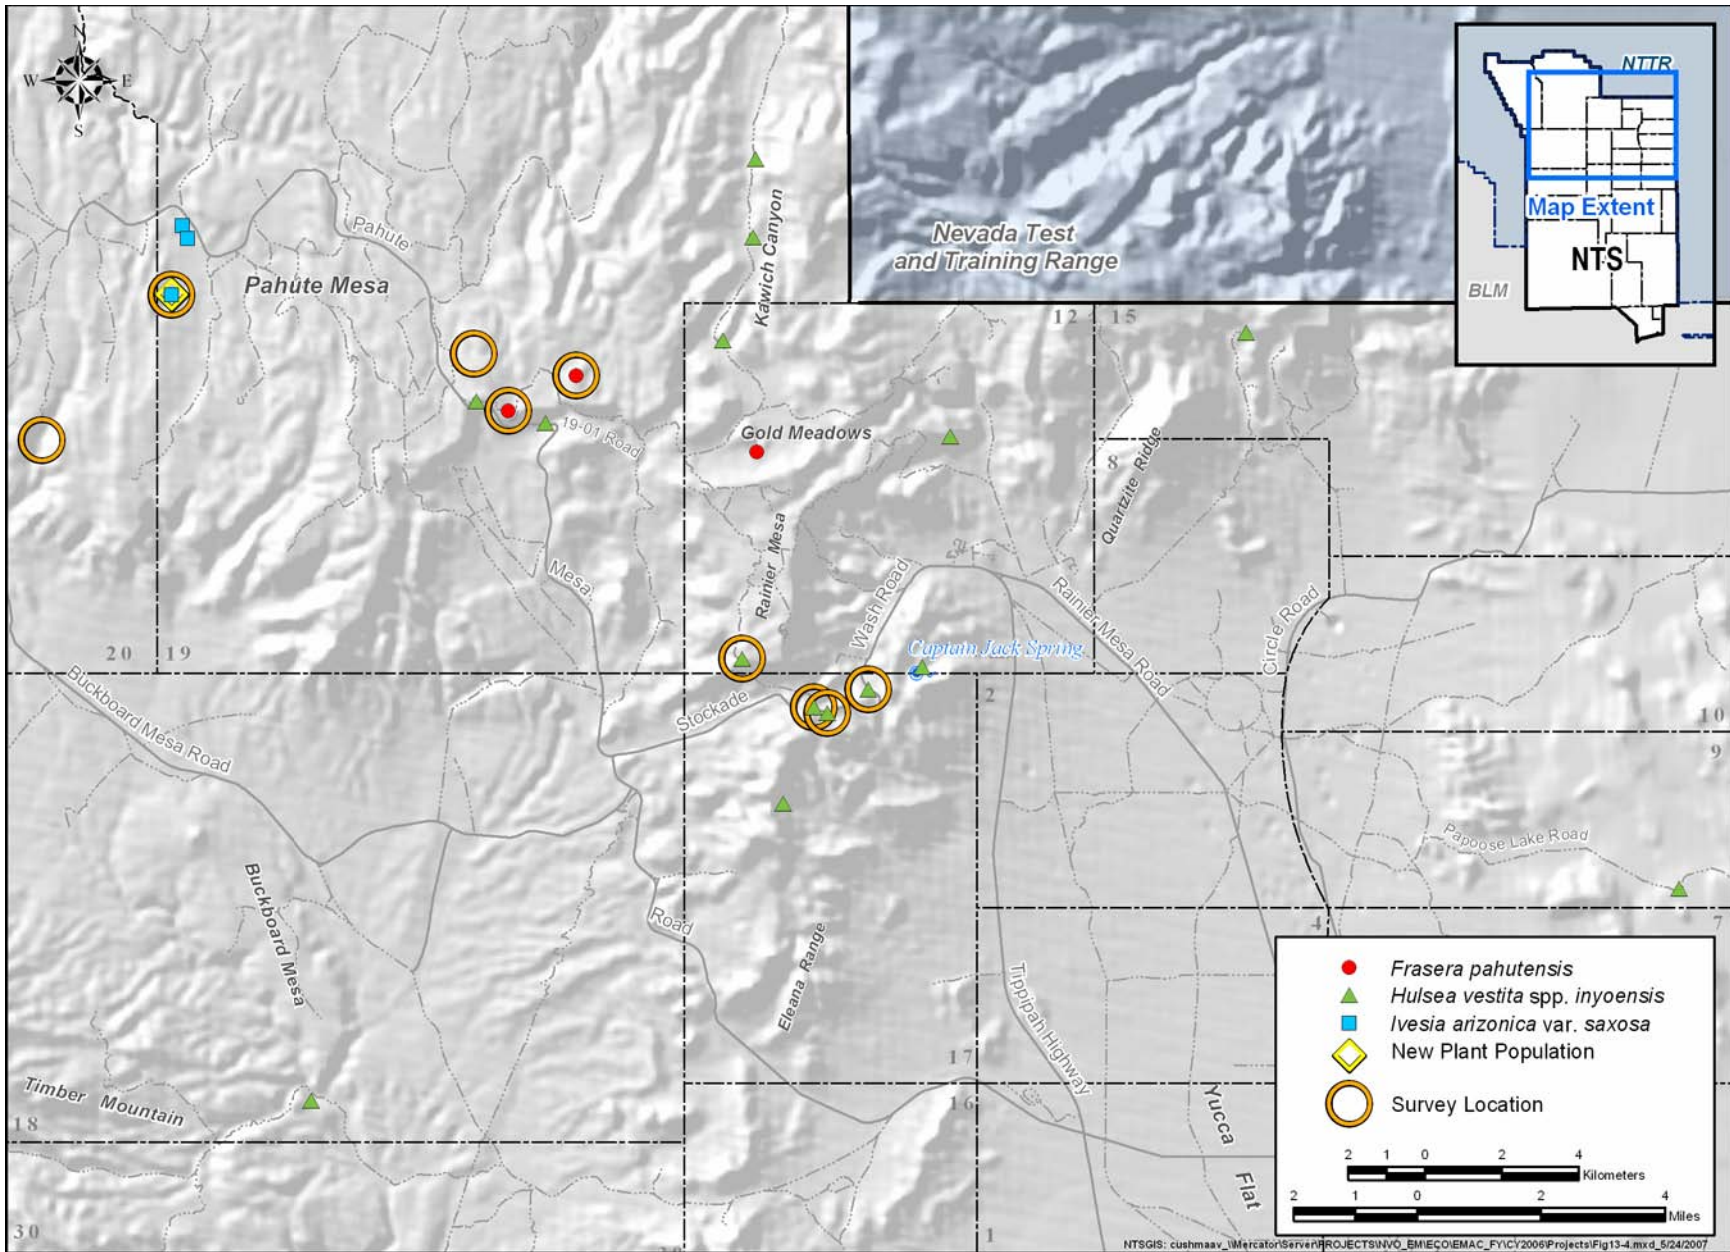 N
W E
S
NTTR
Map Extent
NTS
BLM
Nevada Test
and Training Range
Kawich Canyon
Pahute
Pahute Mesa
12 15
Gold Meadows
19-01 Road
8
Quartzite Ridge
Rainier Mesa
Mesa
Wash Road
Rainier Mesa Road
Circle Road
Captain Jack Spring
20 19
Buckboard Mesa Road
Stockade
2
10
9
Papoose Lake Road
Buckboard Mesa
Road
Eleana Range
4
7
Tippipah Highway
17
16
Timber Mountain
18
Yucca
Flat
30
1
Frasera pahutensis
Hulsea vestita spp. inyoensis
Ivesia arizonica var. saxosa
New Plant Population
Survey Location
2 1 0 2 4
Kilometers
2 1 0 2 4
Miles